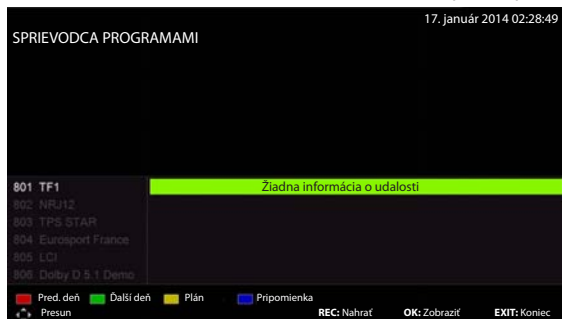 17. január 2014 02:28:49
SPRIEVODCA PROGRAMAMI
801 TF1 Žiadna informácia o udalosti
802 NRJ12
803 TPS STAR
804 Eurosport France
805 LCI
806 Dolby D 5.1 Demo
Pred. deň Ďalší deň Plán Pripomienka
Presun REC: Nahrať OK: Zobraziť EXIT: Koniec